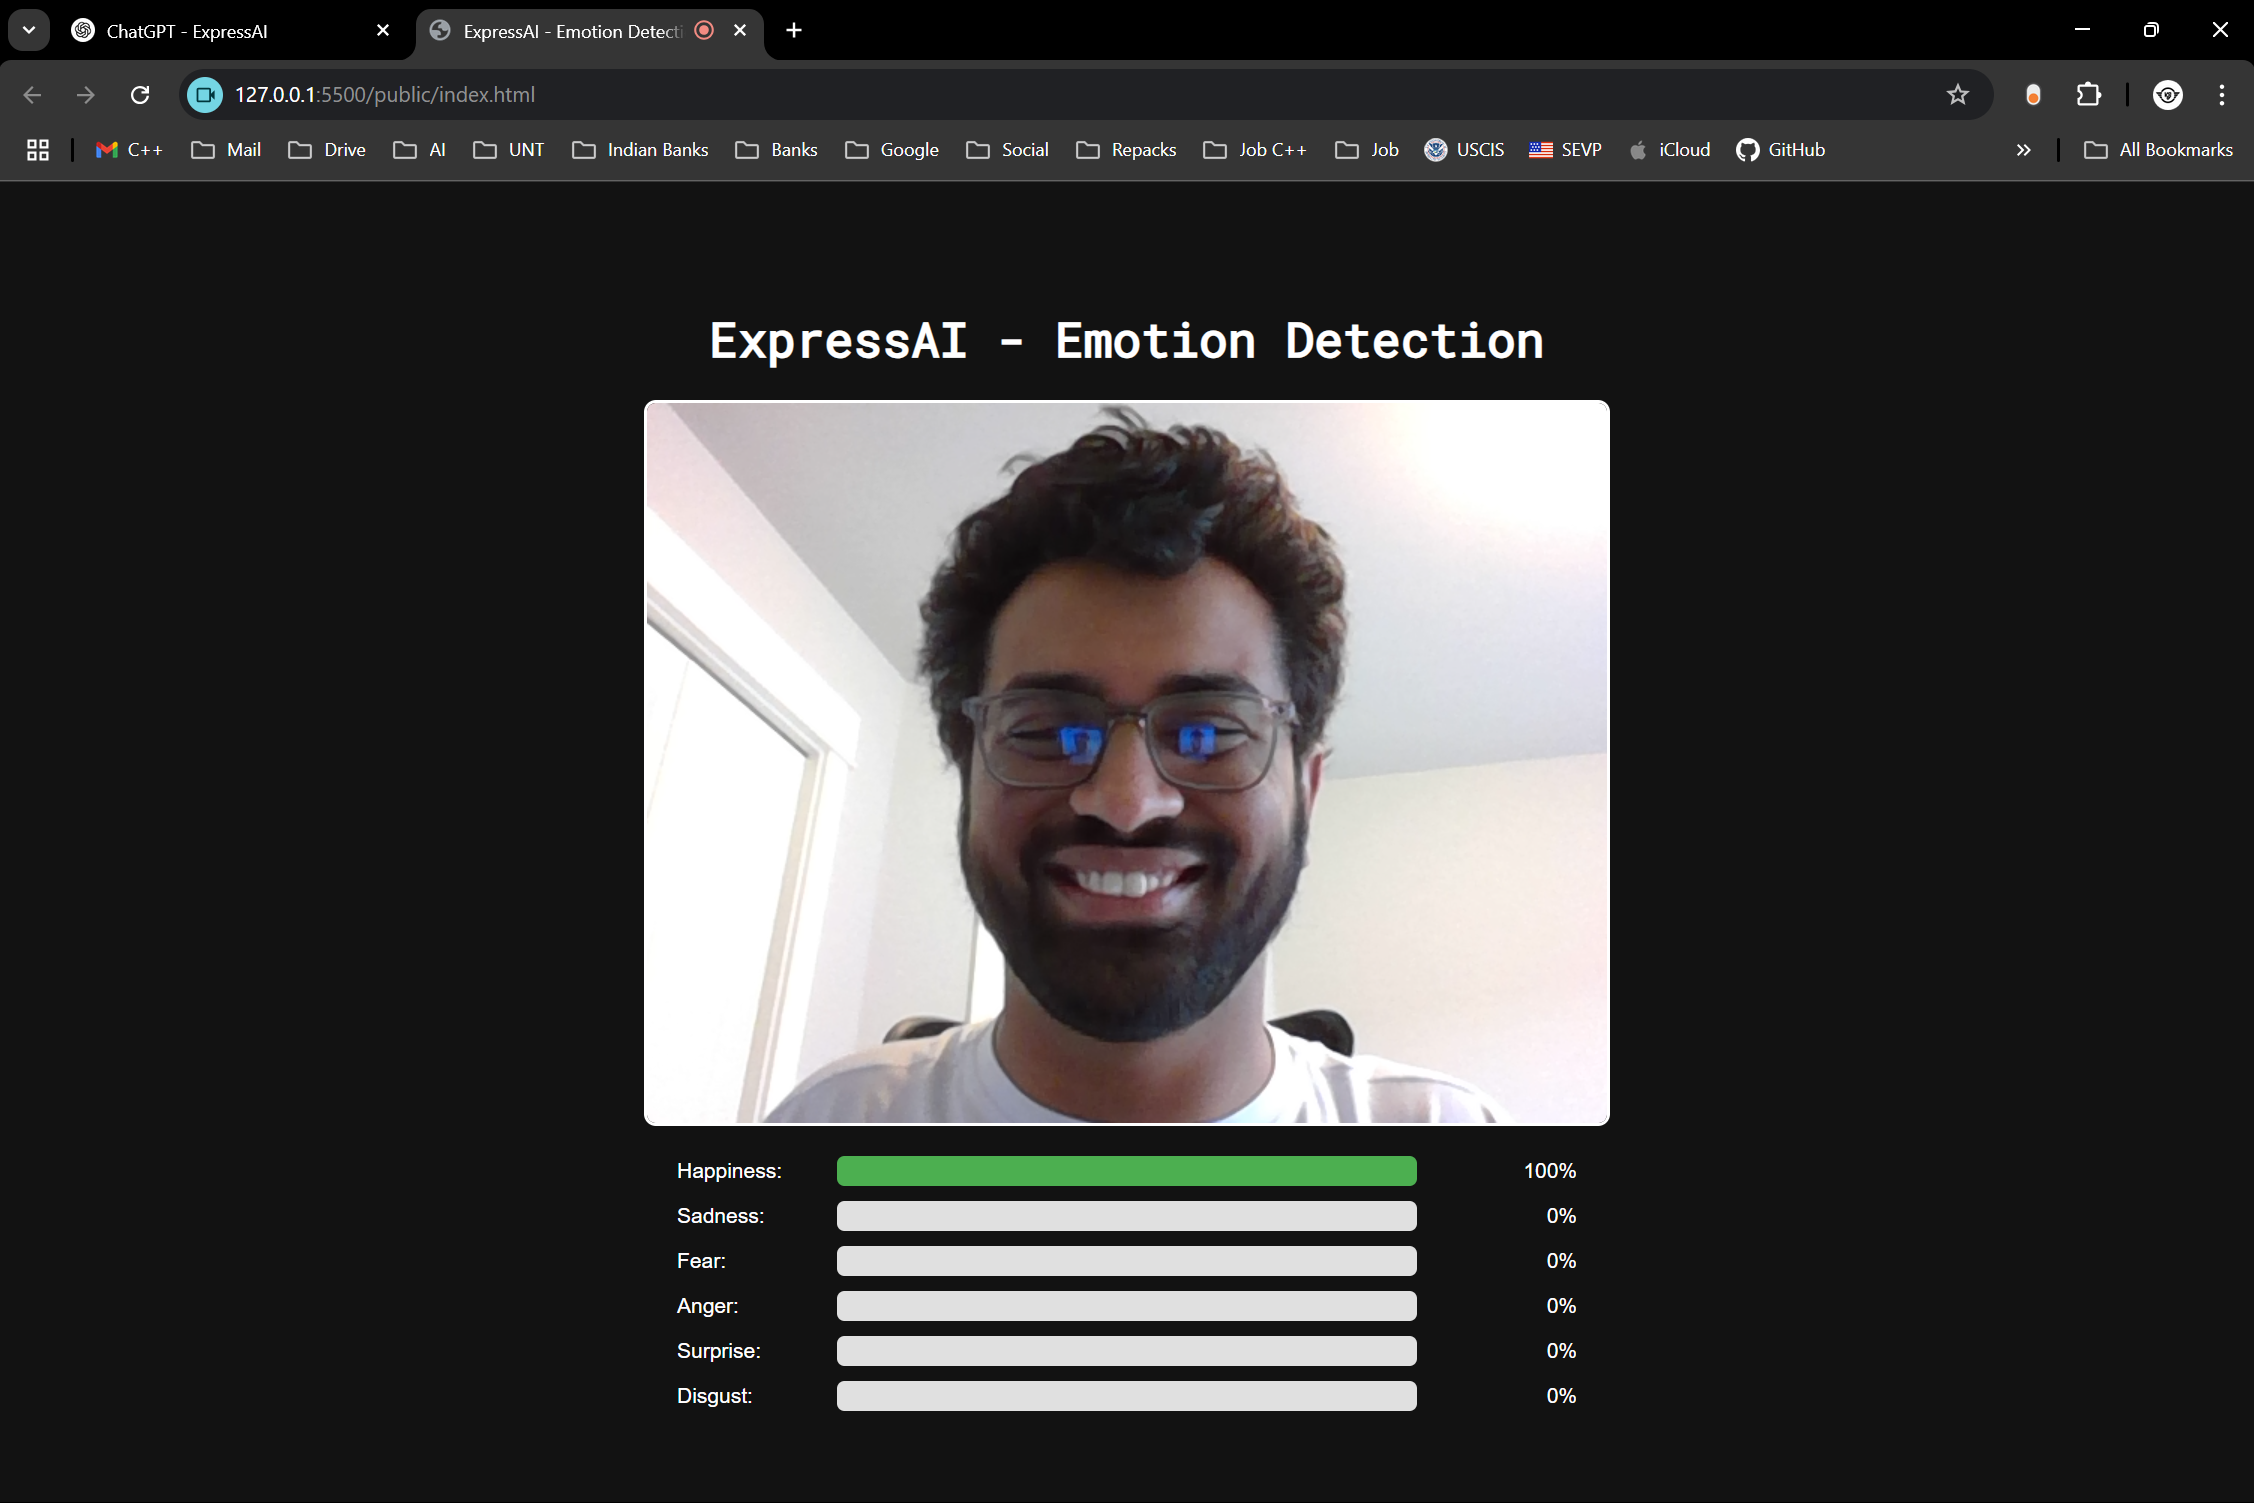 ChatGPT - ExpressAI
ExpressAI - Emotion Detecti
127.0.0.1:5500/public/index.html
C++ Mail Drive AI UNT Indian Banks Banks Google Social Repacks Job C++ Job USCIS SEVP iCloud GitHub All Bookmarks
ExpressAI - Emotion Detection
Happiness: 100%
Sadness: 0%
Fear: 0%
Anger: 0%
Surprise: 0%
Disgust: 0%